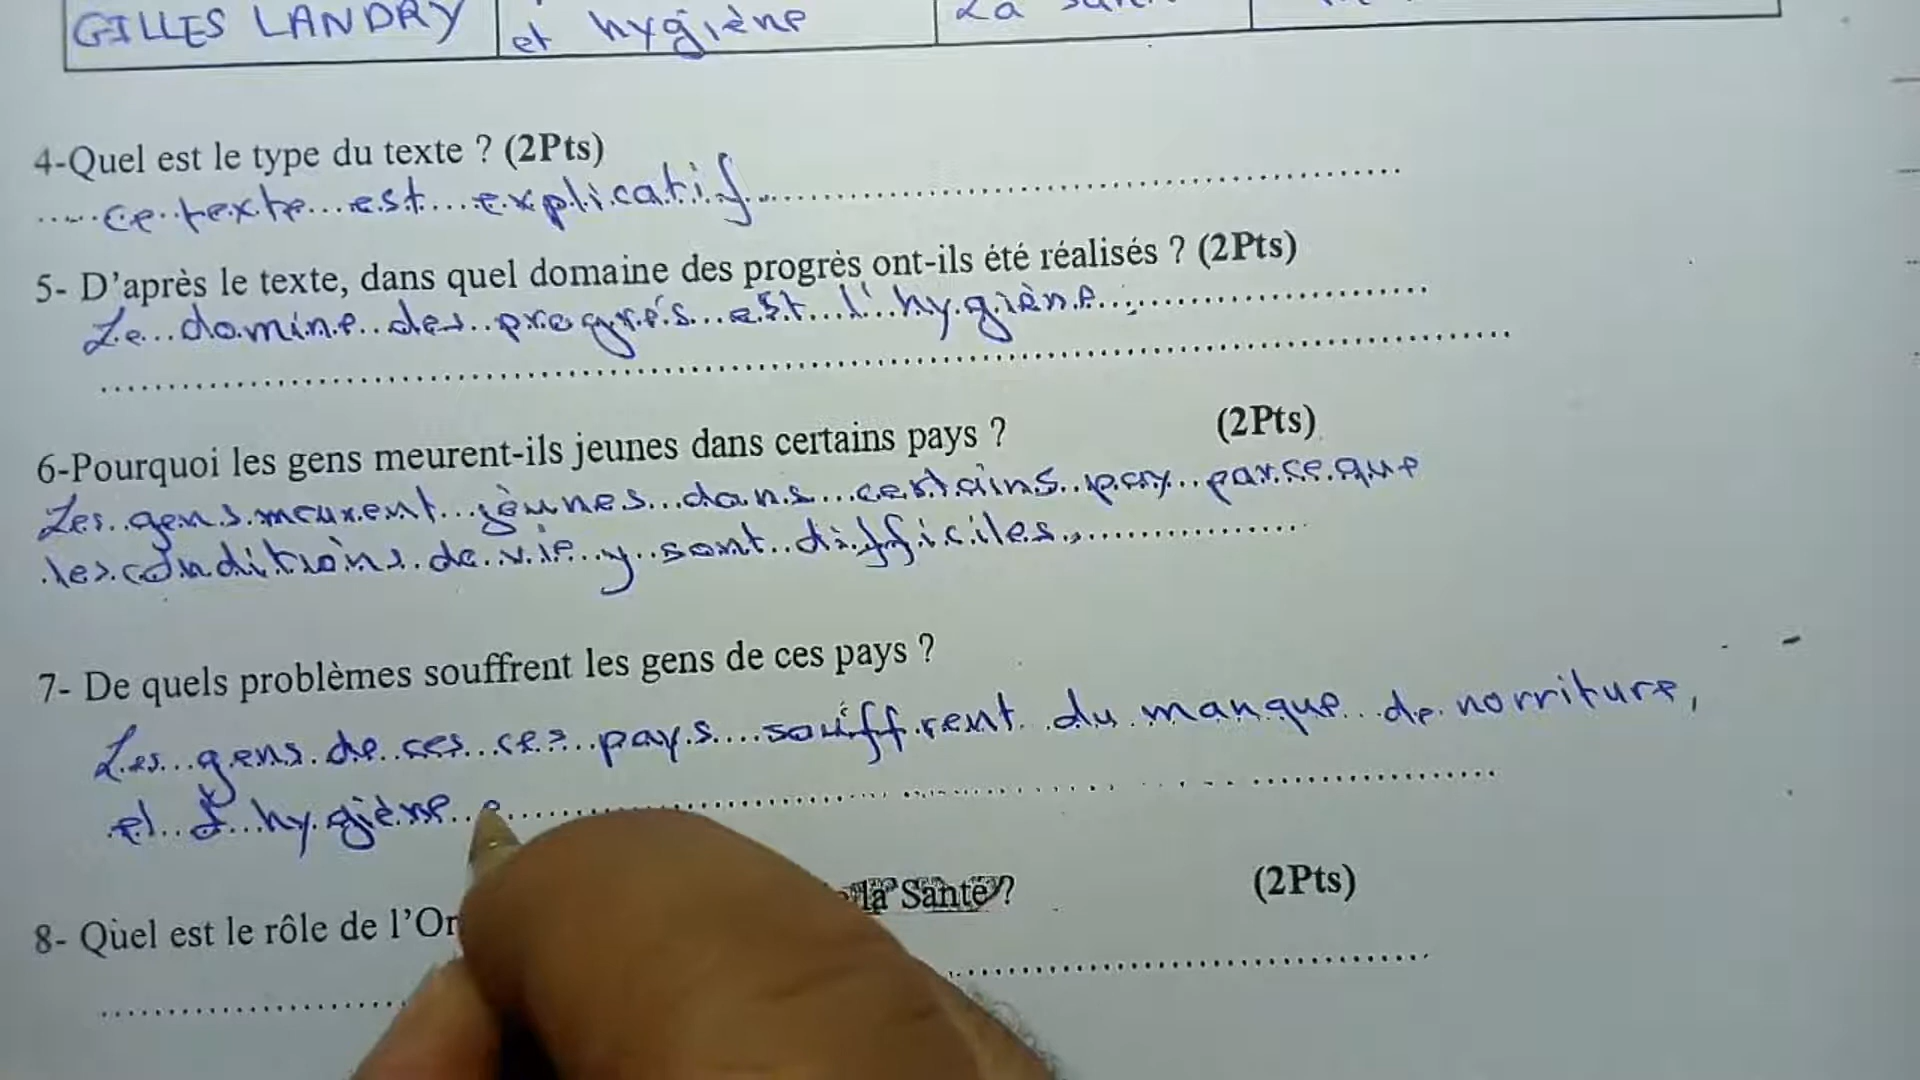 GILLES LANDRY et hygiène La
4-Quel est le type du texte ? (2Pts)
Ce texte est explicatif
5- D'après le texte, dans quel domaine des progrès ont-ils été réalisés ? (2Pts)
Le domine des progrés est l'hygiène.
6-Pourquoi les gens meurent-ils jeunes dans certains pays ? (2Pts)
Les gens meurent jeunes dans certains pay parceque
les conditions de vie y sont difficiles.
7- De quels problèmes souffrent les gens de ces pays ?
Les gens de ces ces pays souffrent du manque de norriture,
et d'hygiène
8- Quel est le rôle de l'Or la Santé ? (2Pts)